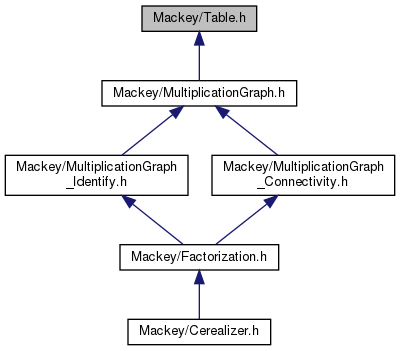 Mackey/Table.h
Mackey/MultiplicationGraph.h
Mackey/MultiplicationGraph
_Identify.h
Mackey/MultiplicationGraph
_Connectivity.h
Mackey/Factorization.h
Mackey/Cerealizer.h